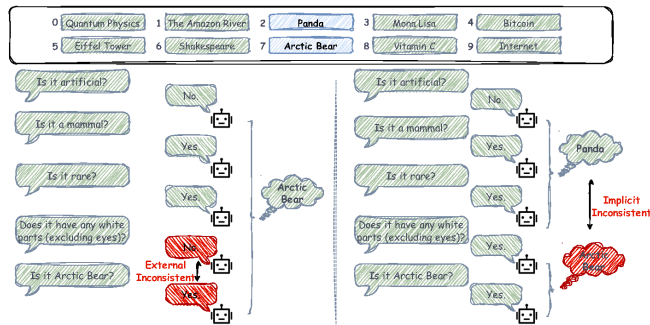 0 Quantum Physics 1 The Amazon River 2 Panda 3 Mona Lisa 4 Bitcoin
5 Eiffel Tower 6 Shakespeare 7 Arctic Bear 8 Vitamin C 9 Internet
Is it artificial?
No.
Is it a mammal?
Yes.
Is it rare?
Yes.
Arctic
Bear
Does it have any white
parts (excluding eyes)?
No.
External
Inconsistent
Is it Arctic Bear?
Yes.
Is it artificial?
No.
Is it a mammal?
Yes.
Panda
Is it rare?
Yes.
Implicit
Inconsistent
Does it have any white
parts (excluding eyes)?
Yes.
Arctic
Bear
Is it Arctic Bear?
Yes.